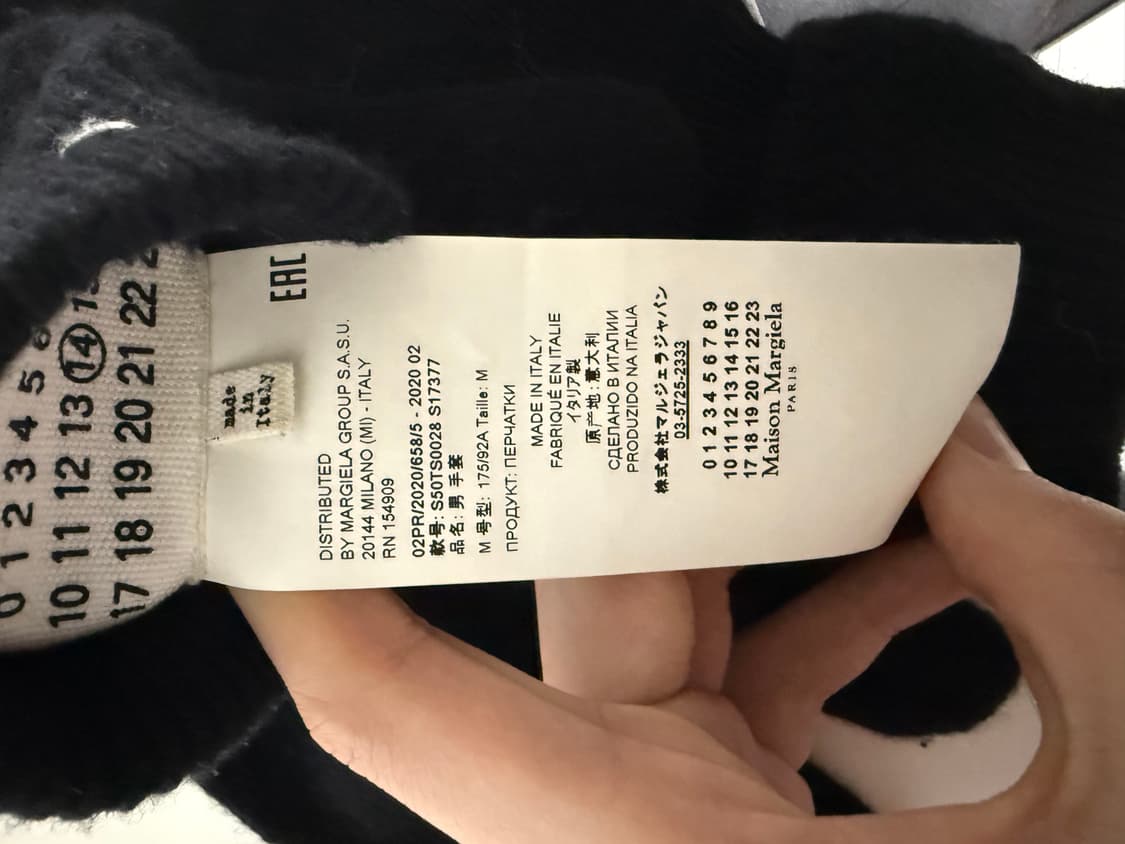 0 1 2 3 4 5
10 11 12 13 14
17 18 19 20 21 22
made
in
Italy
EAC
DISTRIBUTED
BY MARGIELA GROUP S.A.S.U.
20144 MILANO (MI) - ITALY
RN 154909
02PR/2020/658/5 - 2020 02
款号: S50TS0028 S17377
品名: 男 手套
M 号型: 175/92A Taille: M
ПРОДУКТ: ПЕРЧАТКИ
MADE IN ITALY
FABRIQUÉ EN ITALIE
イタリア製
原产地: 意大利
СДЕЛАНО В ИТАЛИИ
PRODUZIDO NA ITALIA
株式会社マルジェラジャパン
03-5725-2333
0 1 2 3 4 5 6 7 8 9
10 11 12 13 14 15 16
17 18 19 20 21 22 23
Maison Margiela
PARIS